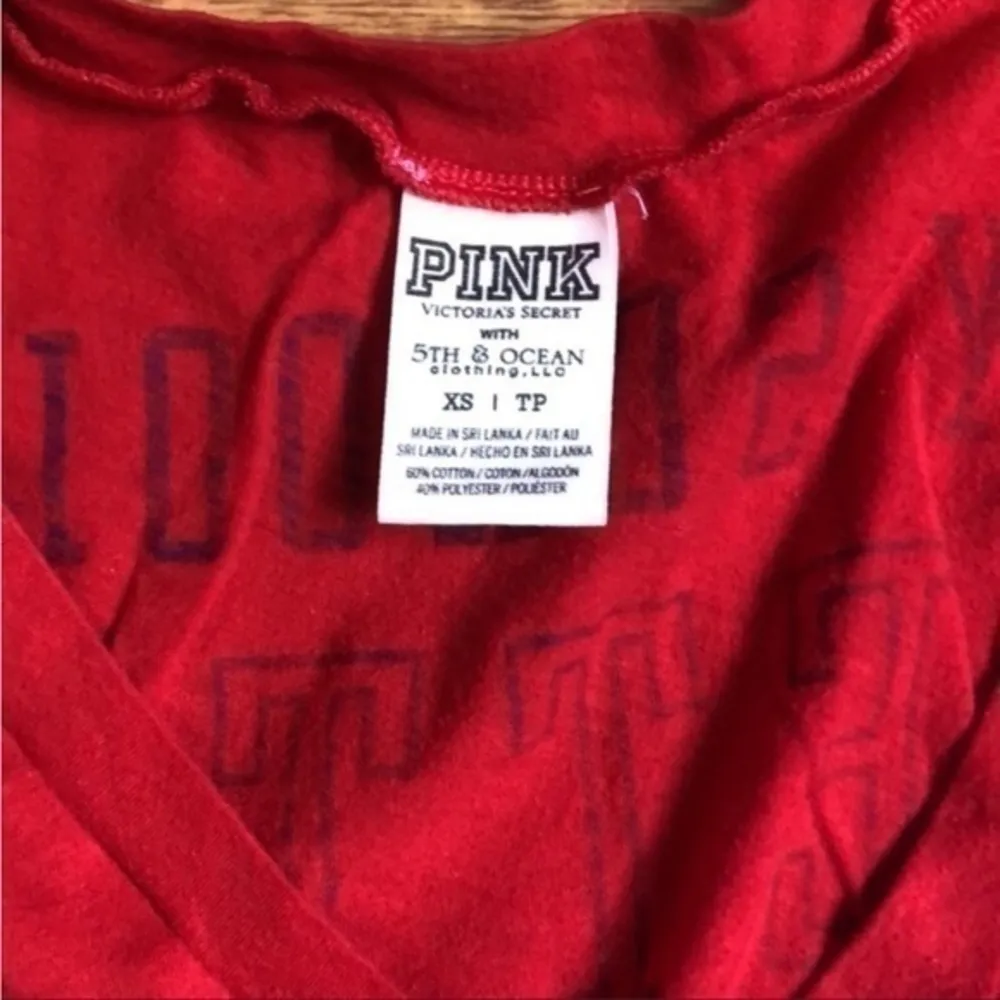 PINK
VICTORIA'S SECRET
WITH
5TH & OCEAN
clothing, LLC
XS | TP
MADE IN SRI LANKA / FAIT AU
SRI LANKA / HECHO EN SRI LANKA
60% COTTON / COTON / ALGODÓN
40% POLYESTER / POLIÉSTER